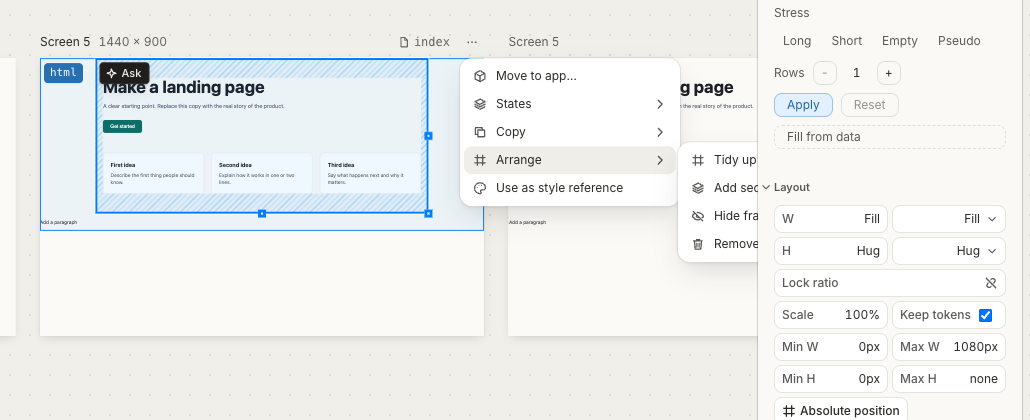 Screen 5 1440 × 900
index
...
html
Ask
Make a landing page
A clear starting point. Replace this copy with the real story of the product.
Get started
First idea
Describe the first thing people should know.
Second idea
Explain how it works in one or two lines.
Third idea
Say what happens next and why it matters.
Add a paragraph
Move to app...
States
Copy
Arrange
Use as style reference
Screen 5
g page
the real story of the product.
Add a paragraph
Tidy up
Add sec
Hide fra
Remove
Stress
Long Short Empty Pseudo
Rows - 1 +
Apply Reset
Fill from data
Layout
W Fill Fill
H Hug Hug
Lock ratio
Scale 100% Keep tokens
Min W 0px Max W 1080px
Min H 0px Max H none
Absolute position